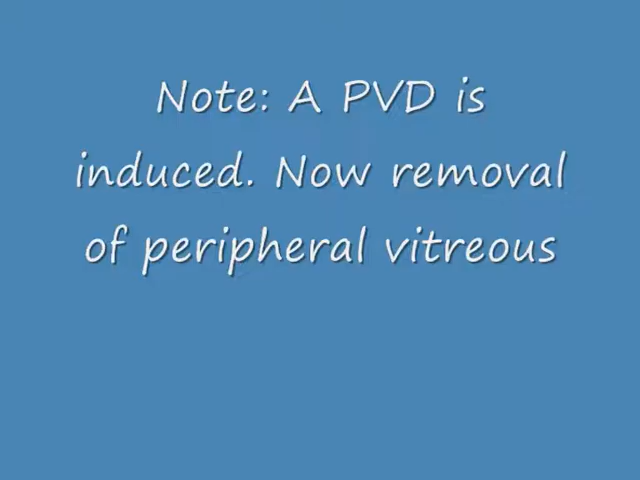 Note: A PVD is
induced. Now removal
of peripheral vitreous